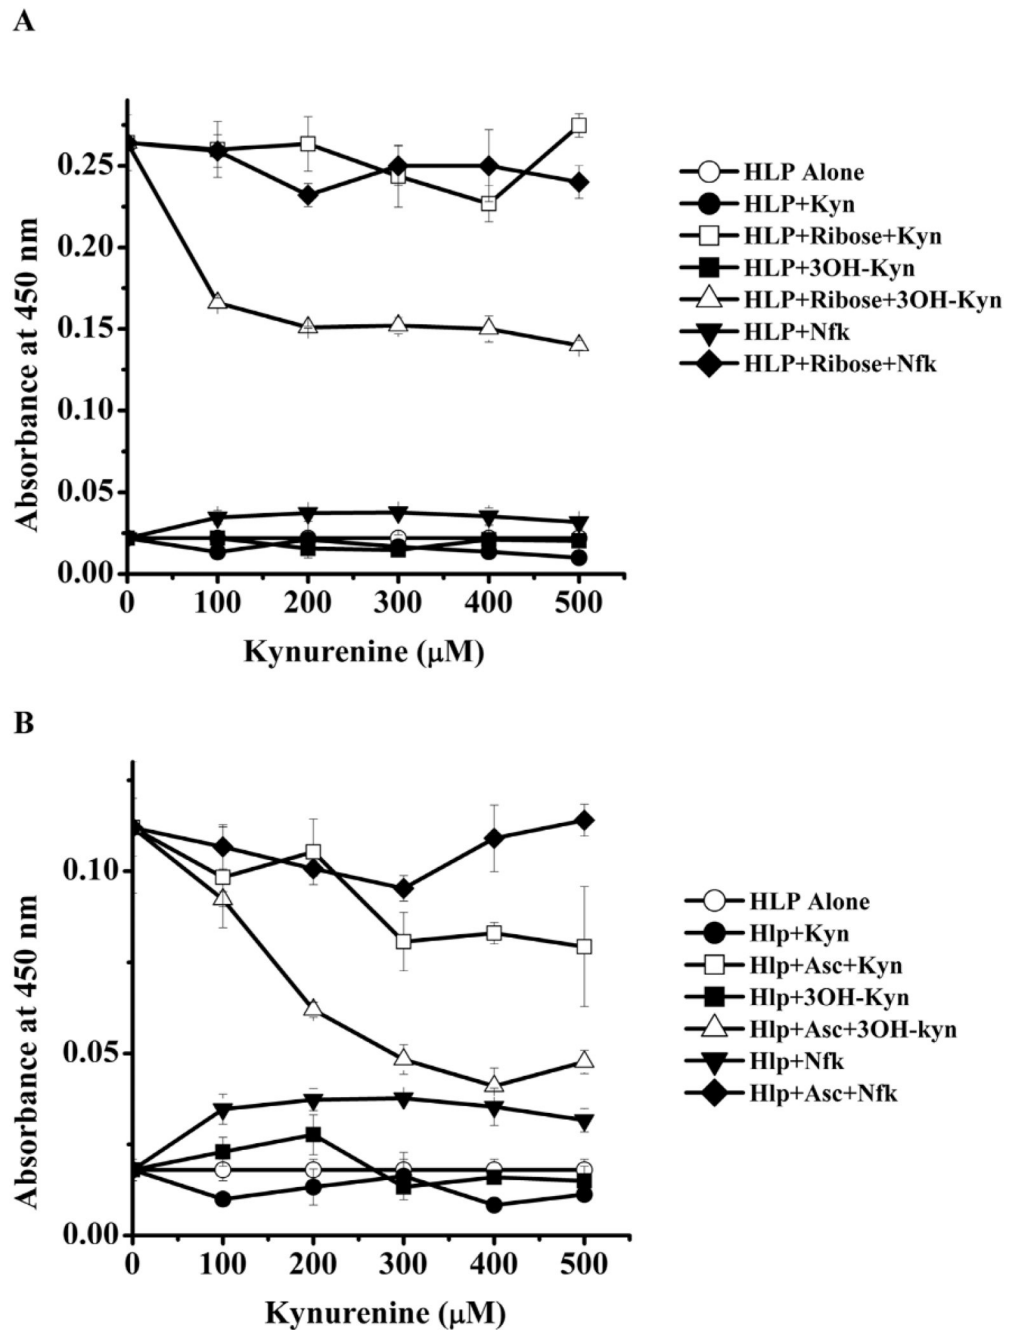 A
Absorbance at 450 nm
0.25
0.20
0.15
0.10
0.05
0.00
0 100 200 300 400 500
Kynurenine (μM)
HLP Alone
HLP+Kyn
HLP+Ribose+Kyn
HLP+3OH-Kyn
HLP+Ribose+3OH-Kyn
HLP+Nfk
HLP+Ribose+Nfk
B
Absorbance at 450 nm
0.10
0.05
0.00
0 100 200 300 400 500
Kynurenine (μM)
HLP Alone
Hlp+Kyn
Hlp+Asc+Kyn
Hlp+3OH-Kyn
Hlp+Asc+3OH-kyn
Hlp+Nfk
Hlp+Asc+Nfk